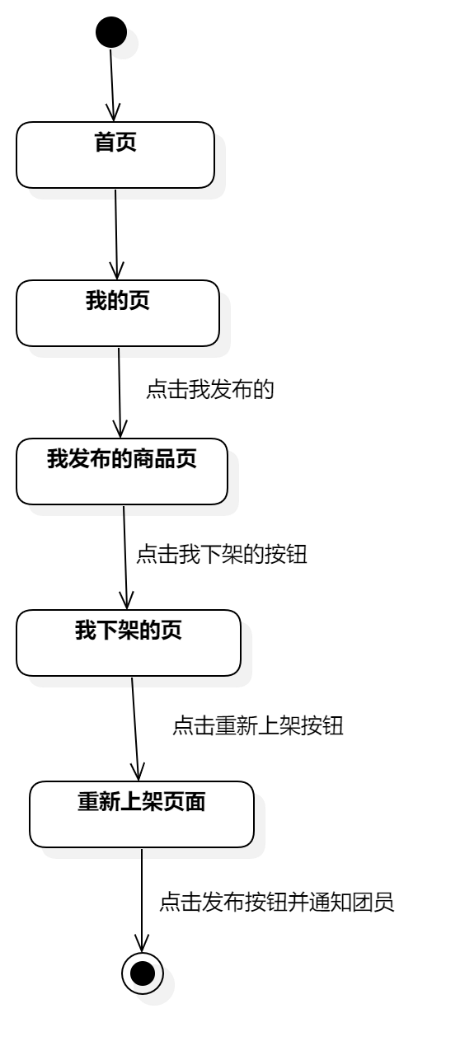 首页
我的页
点击我发布的
我发布的商品页
点击我下架的按钮
我下架的页
点击重新上架按钮
重新上架页面
点击发布按钮并通知团员